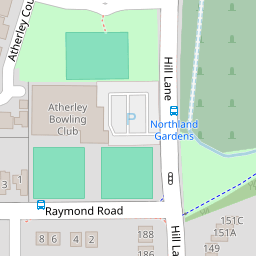 Atherley Cou
Hill Lane
Atherley
Bowling
Club
P
Northland
Gardens
3
1
Raymond Road
8
6
4
2
188
186
Hill La
151C
151A
149